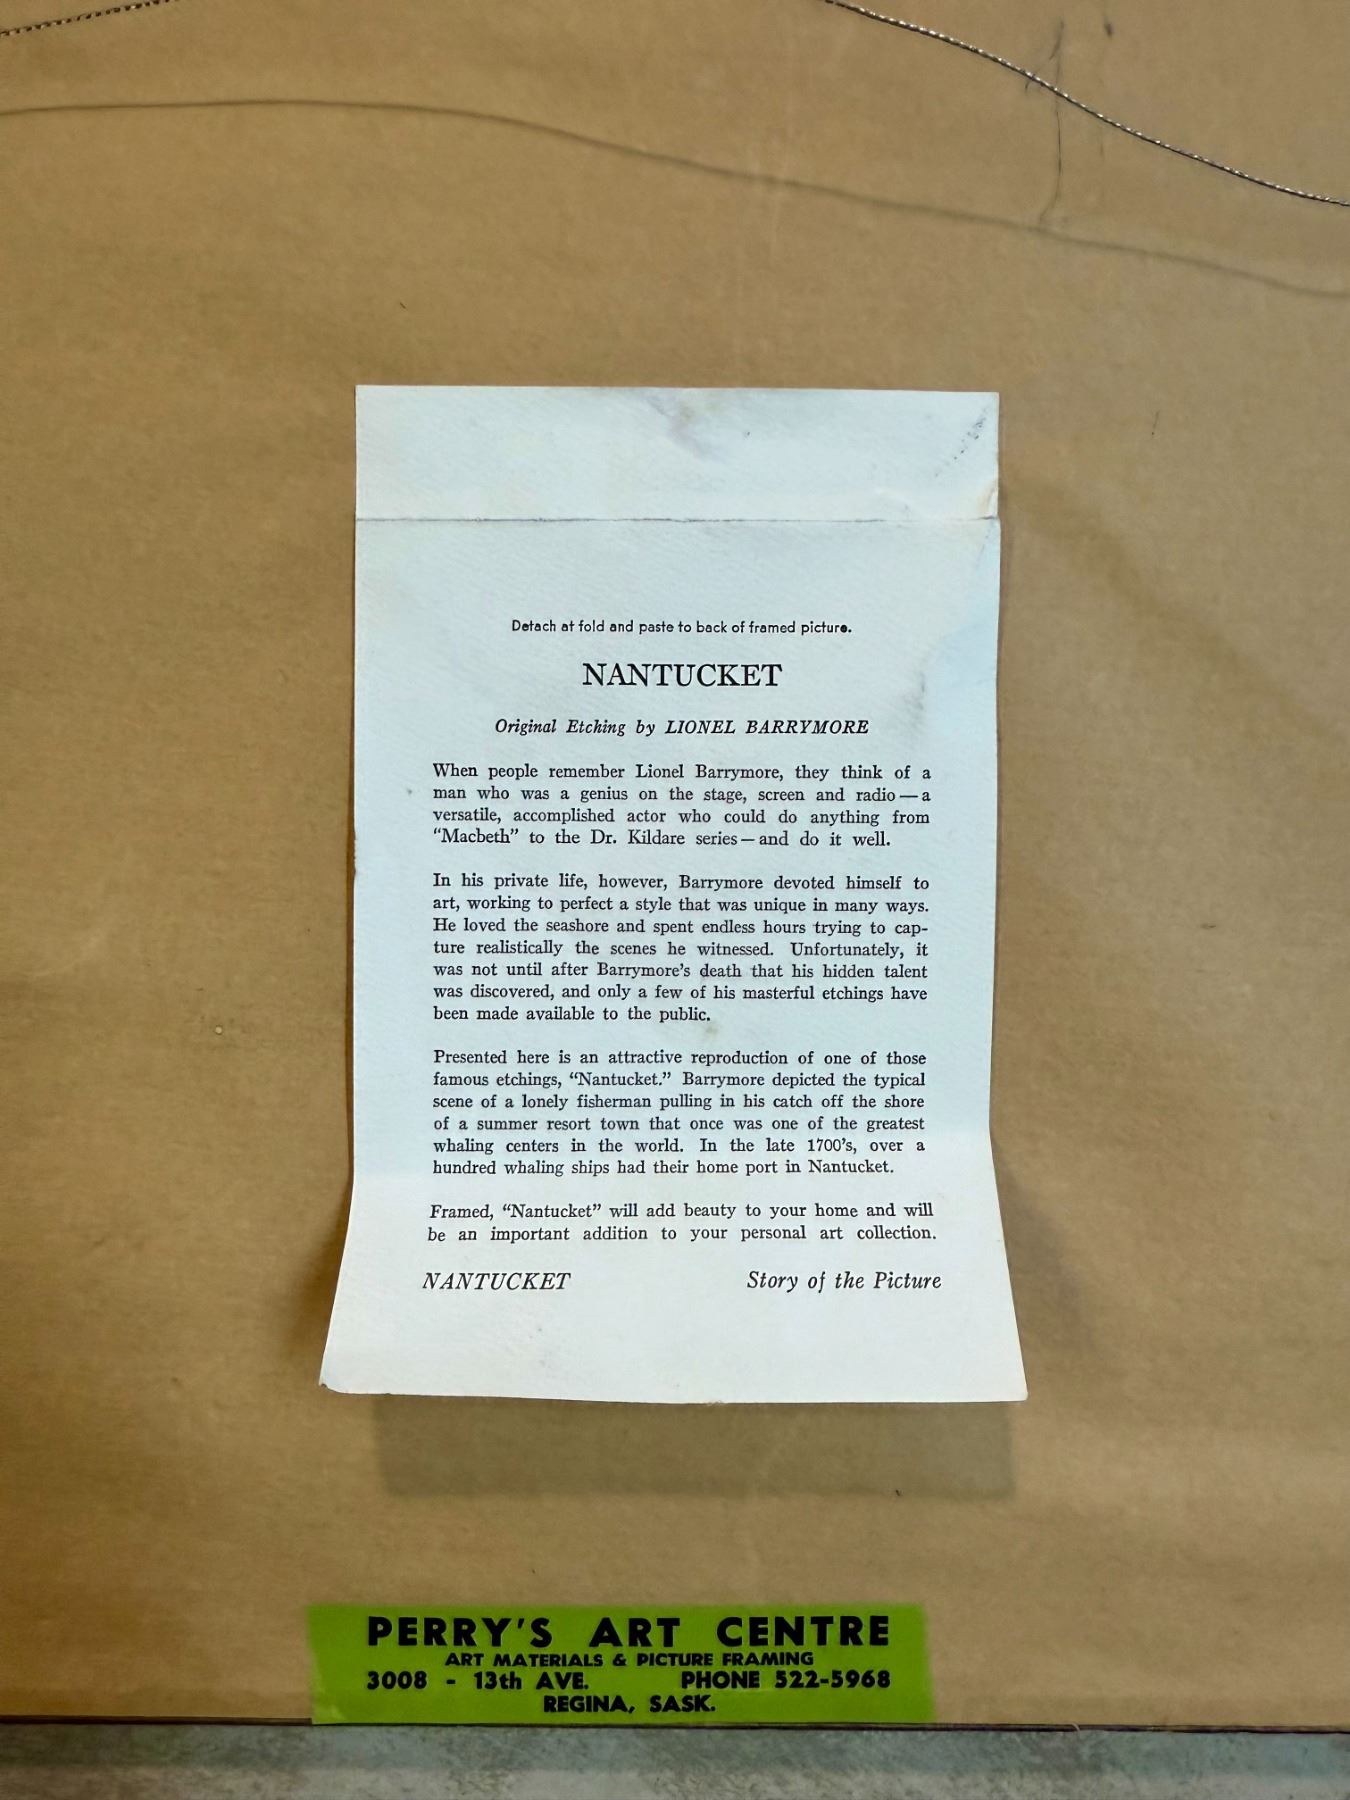 Detach at fold and paste to back of framed picture.
NANTUCKET
Original Etching by LIONEL BARRYMORE
When people remember Lionel Barrymore, they think of a
man who was a genius on the stage, screen and radio — a
versatile, accomplished actor who could do anything from
“Macbeth” to the Dr. Kildare series — and do it well.
In his private life, however, Barrymore devoted himself to
art, working to perfect a style that was unique in many ways.
He loved the seashore and spent endless hours trying to cap-
ture realistically the scenes he witnessed. Unfortunately, it
was not until after Barrymore’s death that his hidden talent
was discovered, and only a few of his masterful etchings have
been made available to the public.
Presented here is an attractive reproduction of one of those
famous etchings, “Nantucket.” Barrymore depicted the typical
scene of a lonely fisherman pulling in his catch off the shore
of a summer resort town that once was one of the greatest
whaling centers in the world. In the late 1700’s, over a
hundred whaling ships had their home port in Nantucket.
Framed, “Nantucket” will add beauty to your home and will
be an important addition to your personal art collection.
NANTUCKET Story of the Picture
PERRY'S ART CENTRE
ART MATERIALS & PICTURE FRAMING
3008 - 13th AVE. PHONE 522-5968
REGINA, SASK.